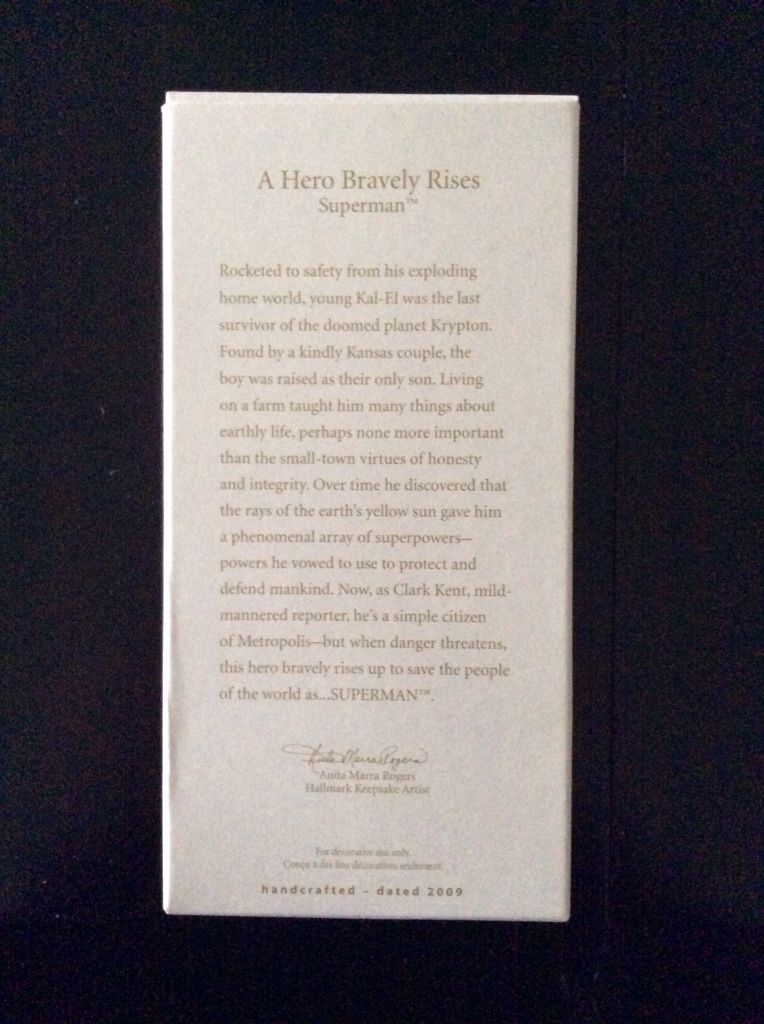 A Hero Bravely Rises
Superman™
Rocketed to safety from his exploding
home world, young Kal-El was the last
survivor of the doomed planet Krypton.
Found by a kindly Kansas couple, the
boy was raised as their only son. Living
on a farm taught him many things about
earthly life, perhaps none more important
than the small-town virtues of honesty
and integrity. Over time he discovered that
the rays of the earth's yellow sun gave him
a phenomenal array of superpowers—
powers he vowed to use to protect and
defend mankind. Now, as Clark Kent, mild-
mannered reporter, he's a simple citizen
of Metropolis—but when danger threatens,
this hero bravely rises up to save the people
of the world as...SUPERMAN™.
Anita Marra Rogers
Anita Marra Rogers
Hallmark Keepsake Artist
For decorative use only.
Conçu à des fins décoratives seulement.
handcrafted – dated 2009